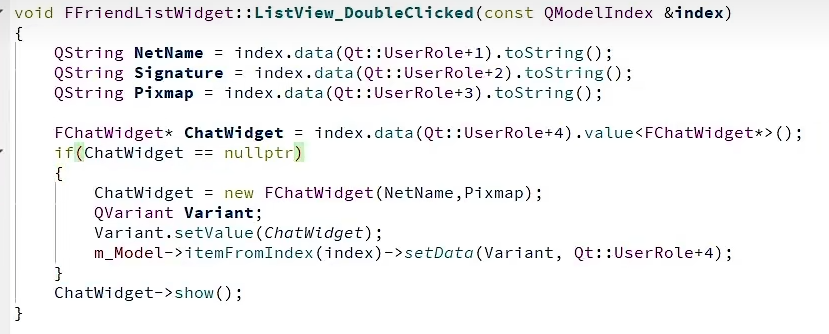 void FFriendListWidget::ListView_DoubleClicked(const QModelIndex &index)
{
    QString NetName = index.data(Qt::UserRole+1).toString();
    QString Signature = index.data(Qt::UserRole+2).toString();
    QString Pixmap = index.data(Qt::UserRole+3).toString();

    FChatWidget* ChatWidget = index.data(Qt::UserRole+4).value<FChatWidget*>();
    if(ChatWidget == nullptr)
    {
        ChatWidget = new FChatWidget(NetName,Pixmap);
        QVariant Variant;
        Variant.setValue(ChatWidget);
        m_Model->itemFromIndex(index)->setData(Variant, Qt::UserRole+4);
    }
    ChatWidget->show();
}